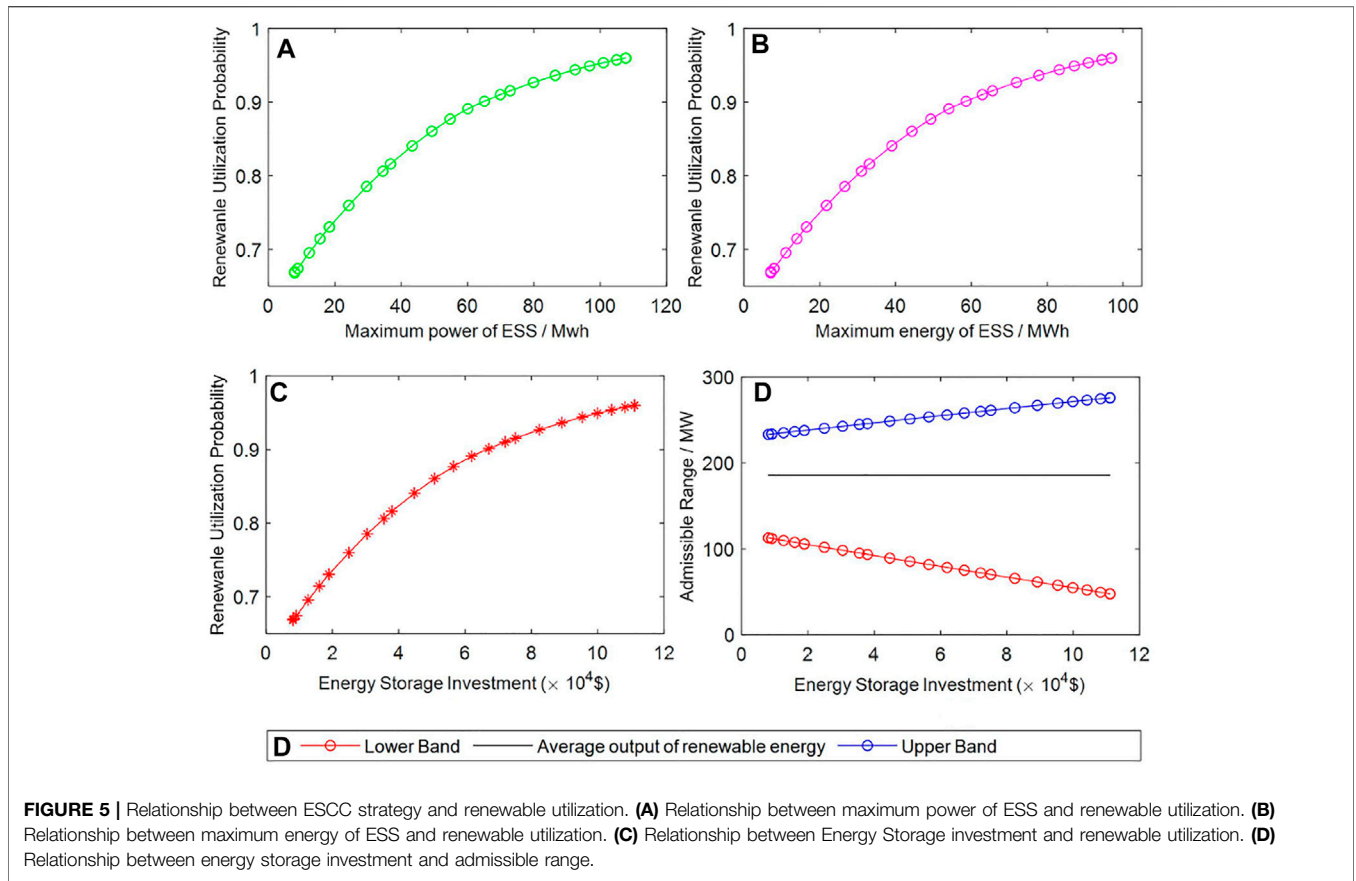 A
Renewanle Utilization Probability
1
0.9
0.8
0.7
0 20 40 60 80 100 120
Maximum power of ESS / Mwh
B
Renewanle Utilization Probability
1
0.9
0.8
0.7
0 20 40 60 80 100
Maximum energy of ESS / MWh
C
Renewanle Utilization Probability
1
0.9
0.8
0.7
0 2 4 6 8 10 12
Energy Storage Investment (× 10⁴$)
D
Admissible Range / MW
300
200
100
0
0 2 4 6 8 10 12
Energy Storage Investment (× 10⁴$)
D Lower Band Average output of renewable energy Upper Band
FIGURE 5 | Relationship between ESCC strategy and renewable utilization. (A) Relationship between maximum power of ESS and renewable utilization. (B)
Relationship between maximum energy of ESS and renewable utilization. (C) Relationship between Energy Storage investment and renewable utilization. (D)
Relationship between energy storage investment and admissible range.